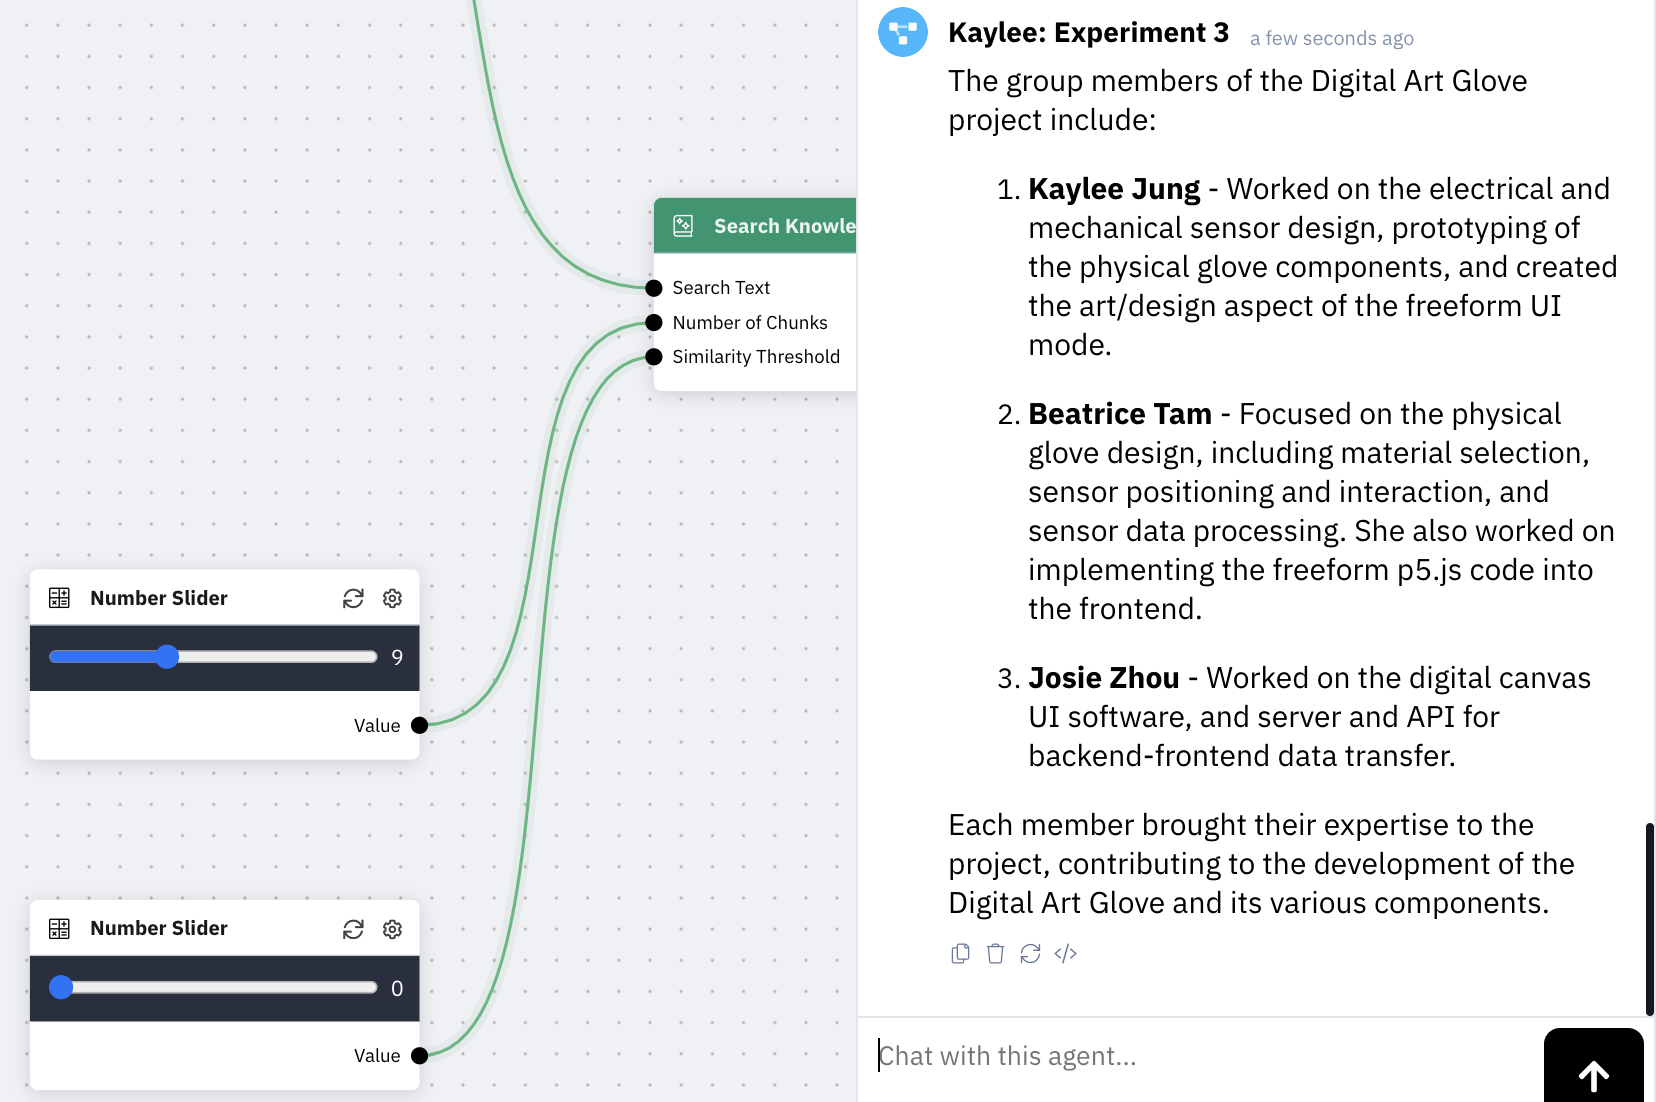 Search Knowle
Search Text
Number of Chunks
Similarity Threshold
Number Slider
9
Value
Number Slider
0
Value
Kaylee: Experiment 3 a few seconds ago
The group members of the Digital Art Glove
project include:
1. Kaylee Jung - Worked on the electrical and
mechanical sensor design, prototyping of
the physical glove components, and created
the art/design aspect of the freeform UI
mode.
2. Beatrice Tam - Focused on the physical
glove design, including material selection,
sensor positioning and interaction, and
sensor data processing. She also worked on
implementing the freeform p5.js code into
the frontend.
3. Josie Zhou - Worked on the digital canvas
UI software, and server and API for
backend-frontend data transfer.
Each member brought their expertise to the
project, contributing to the development of the
Digital Art Glove and its various components.
Chat with this agent...